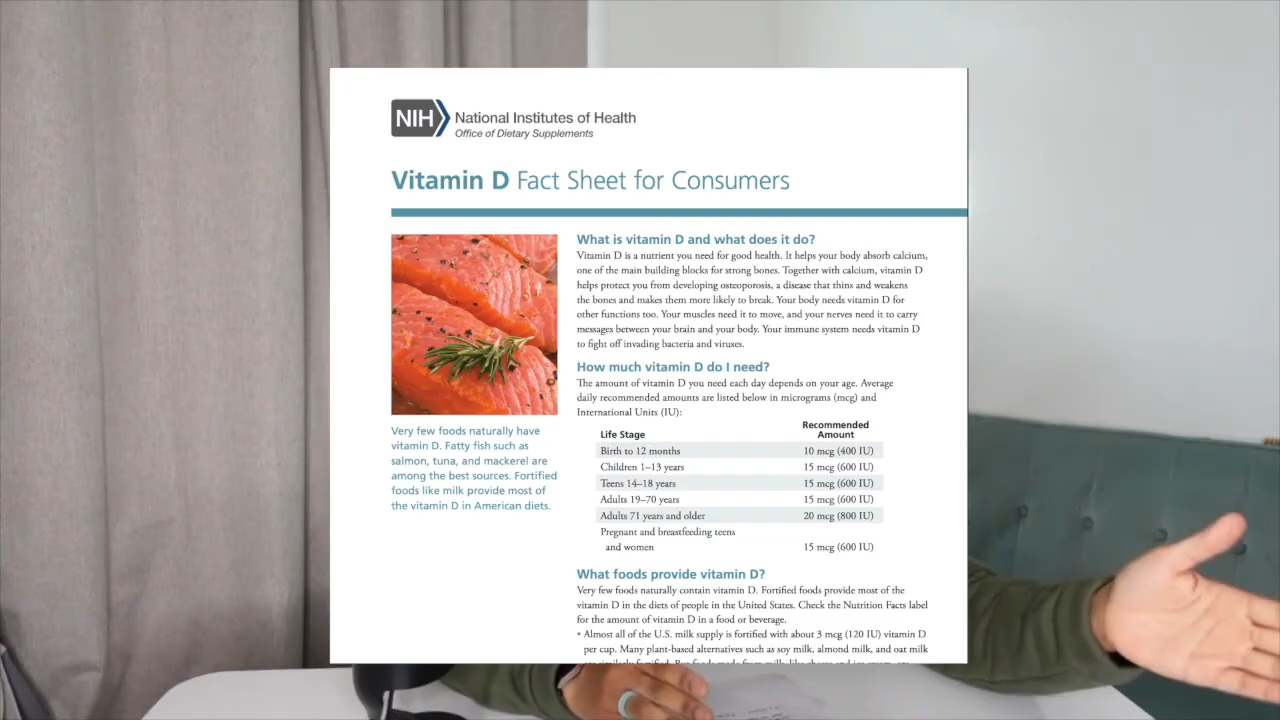 NIH National Institutes of Health
Office of Dietary Supplements
Vitamin D Fact Sheet for Consumers
Very few foods naturally have
vitamin D. Fatty fish such as
salmon, tuna, and mackerel are
among the best sources. Fortified
foods like milk provide most of
the vitamin D in American diets.
What is vitamin D and what does it do?
Vitamin D is a nutrient you need for good health. It helps your body absorb calcium,
one of the main building blocks for strong bones. Together with calcium, vitamin D
helps protect you from developing osteoporosis, a disease that thins and weakens
the bones and makes them more likely to break. Your body needs vitamin D for
other functions too. Your muscles need it to move, and your nerves need it to carry
messages between your brain and your body. Your immune system needs vitamin D
to fight off invading bacteria and viruses.
How much vitamin D do I need?
The amount of vitamin D you need each day depends on your age. Average
daily recommended amounts are listed below in micrograms (mcg) and
International Units (IU):
Life Stage Recommended Amount
Birth to 12 months 10 mcg (400 IU)
Children 1–13 years 15 mcg (600 IU)
Teens 14–18 years 15 mcg (600 IU)
Adults 19–70 years 15 mcg (600 IU)
Adults 71 years and older 20 mcg (800 IU)
Pregnant and breastfeeding teens
and women 15 mcg (600 IU)
What foods provide vitamin D?
Very few foods naturally contain vitamin D. Fortified foods provide most of the
vitamin D in the diets of people in the United States. Check the Nutrition Facts label
for the amount of vitamin D in a food or beverage.
• Almost all of the U.S. milk supply is fortified with about 3 mcg (120 IU) vitamin D
per cup. Many plant-based alternatives such as soy milk, almond milk, and oat milk